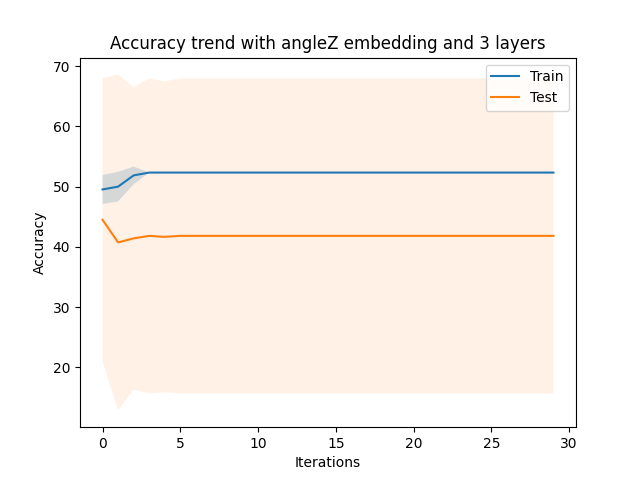 Accuracy trend with angleZ embedding and 3 layers
Train
Test
70
60
50
40
30
20
Accuracy
0 5 10 15 20 25 30
Iterations